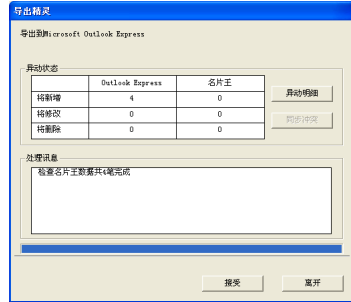 导出精灵
导出到Microsoft Outlook Express
异动状态
Outlook Express 名片王
将新增 4 0
将修改 0 0
将删除 0 0
异动明细
同步冲突
处理讯息
检查名片王数据共4笔完成
接受 离开